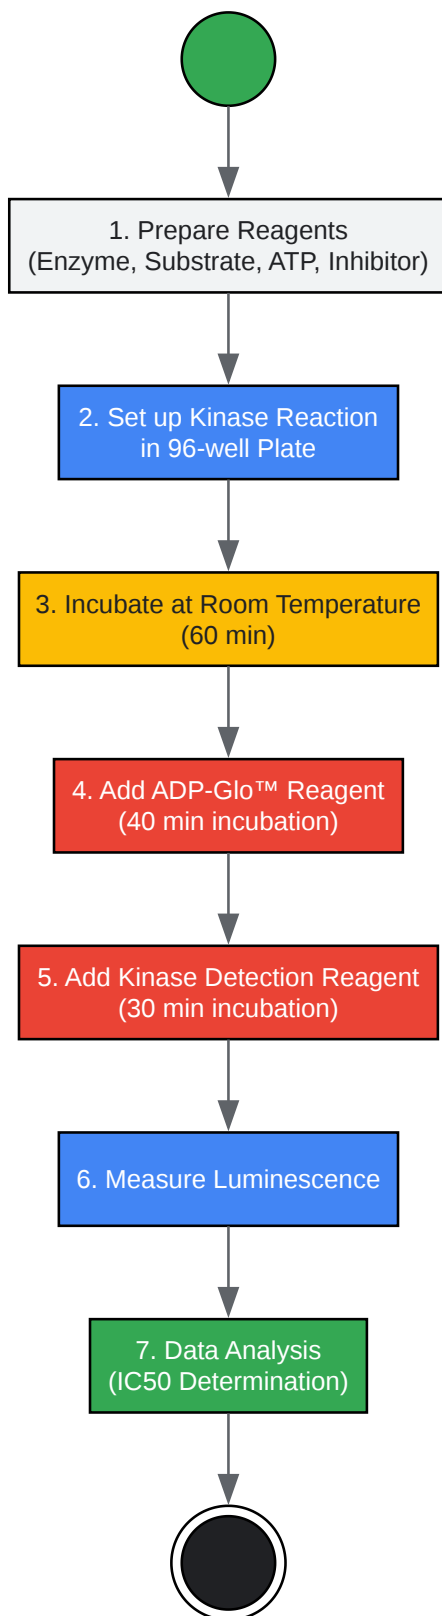 1. Prepare Reagents
(Enzyme, Substrate, ATP, Inhibitor)
2. Set up Kinase Reaction
in 96-well Plate
3. Incubate at Room Temperature
(60 min)
4. Add ADP-Glo™ Reagent
(40 min incubation)
5. Add Kinase Detection Reagent
(30 min incubation)
6. Measure Luminescence
7. Data Analysis
(IC50 Determination)